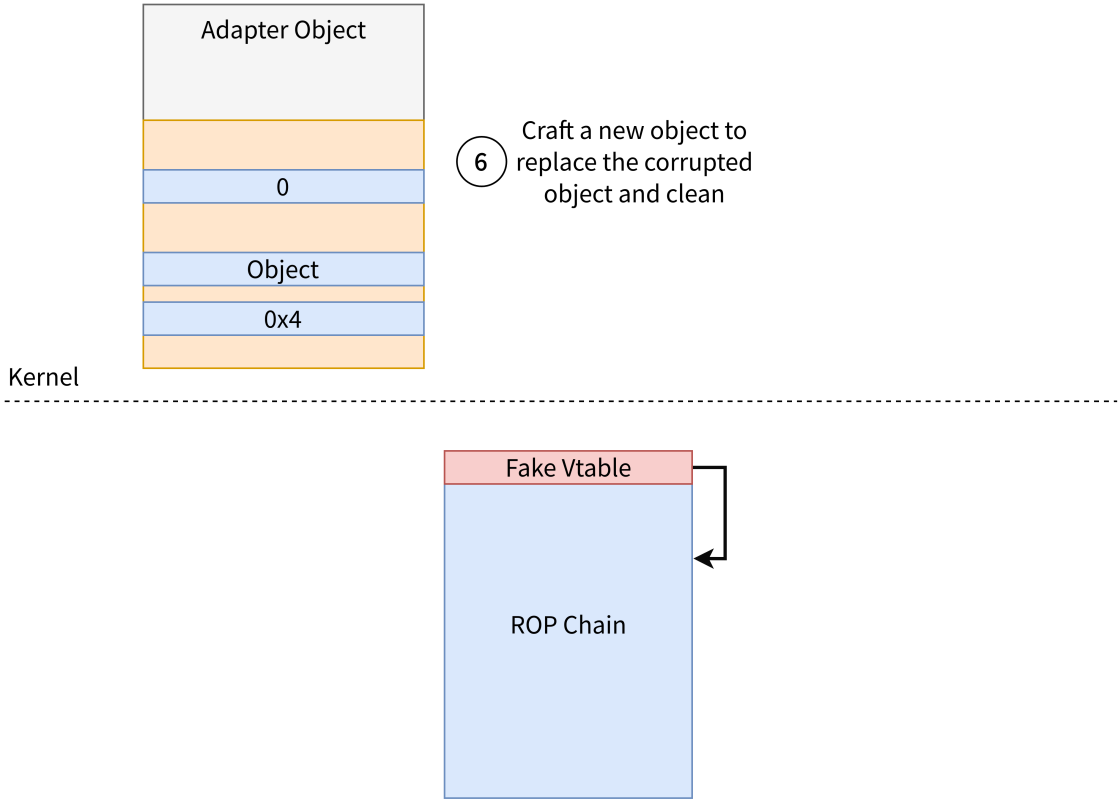 Adapter Object
6
Craft a new object to
replace the corrupted
object and clean
0
Object
0x4
Kernel
Fake Vtable
ROP Chain